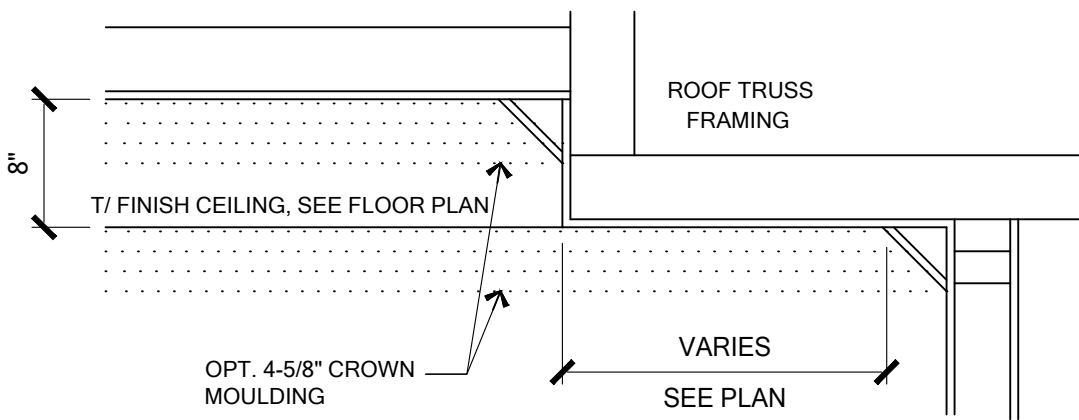 ROOF TRUSS
FRAMING
8"
T/ FINISH CEILING, SEE FLOOR PLAN
OPT. 4-5/8" CROWN
MOULDING
VARIES
SEE PLAN